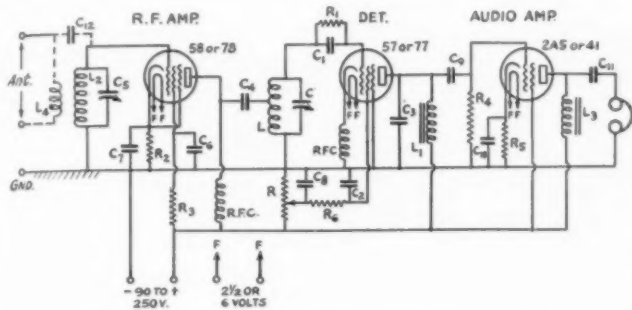 R.F. AMP.
DET.
AUDIO AMP.
C12
R1
58 or 78
57 or 77
2A5 or 41
C1
C9
C11
Ant.
L4
L2
C5
C4
C
L
F F
F F
F F
C3
L1
R4
L3
C7
R2
C6
RFC
C10
R5
GND.
R3
R.F.C.
R
C8
C2
R6
F
F
- 90 TO +
250 V.
2½ OR
6 VOLTS